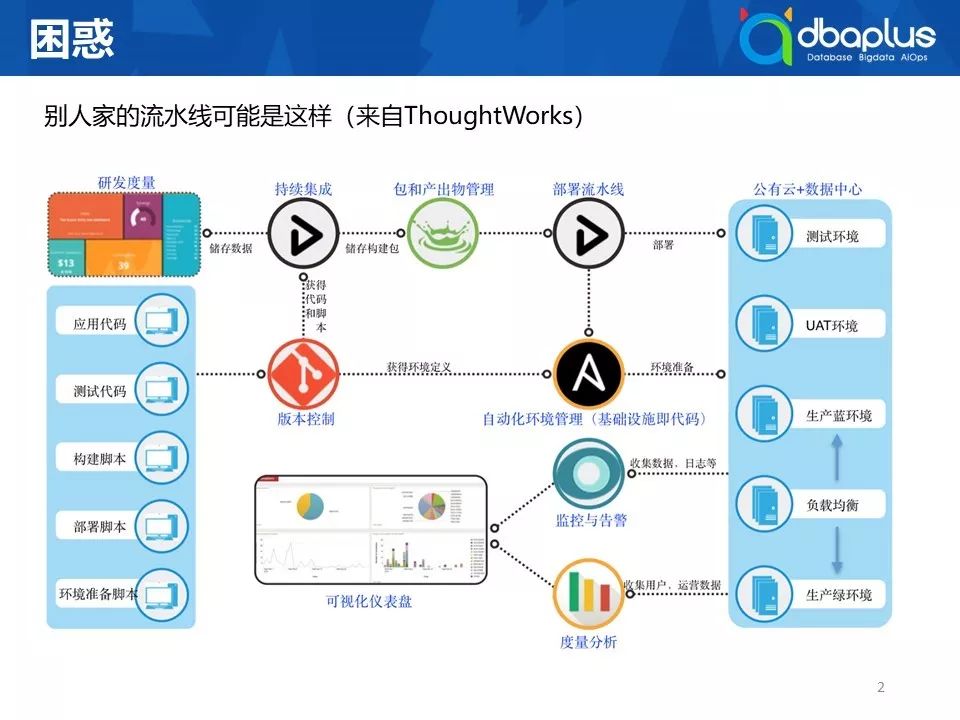 困惑
dbaplus
Database Bigdata AIOps
别人家的流水线可能是这样（来自ThoughtWorks）
研发度量
持续集成
包和产出物管理
部署流水线
公有云+数据中心
$13
39
储存数据
储存构建包
部署
测试环境
获得
代码
和脚
本
应用代码
UAT环境
获得环境定义
环境准备
测试代码
版本控制
自动化环境管理（基础设施即代码）
生产蓝环境
构建脚本
收集数据，日志等
监控与告警
负载均衡
部署脚本
收集用户，运营数据
环境准备脚本
生产绿环境
可视化仪表盘
度量分析
2